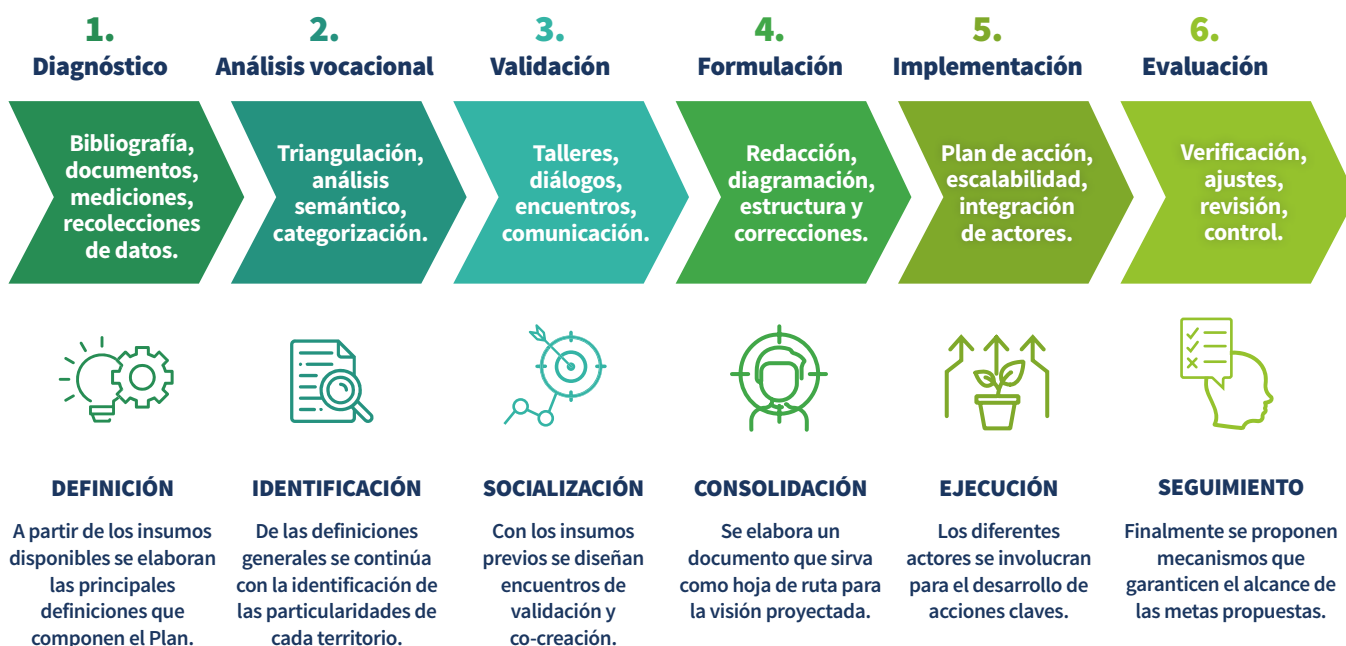 1.
Diagnóstico
Bibliografía,
documentos,
mediciones,
recolecciones
de datos.
DEFINICIÓN
A partir de los insumos
disponibles se elaboran
las principales
definiciones que
componen el Plan.
2.
Análisis vocacional
Triangulación,
análisis
semántico,
categorización.
IDENTIFICACIÓN
De las definiciones
generales se continúa
con la identificación de
las particularidades de
cada territorio.
3.
Validación
Talleres,
diálogos,
encuentros,
comunicación.
SOCIALIZACIÓN
Con los insumos
previos se diseñan
encuentros de
validación y
co-creación.
4.
Formulación
Redacción,
diagramación,
estructura y
correcciones.
CONSOLIDACIÓN
Se elabora un
documento que sirva
como hoja de ruta para
la visión proyectada.
5.
Implementación
Plan de acción,
escalabilidad,
integración
de actores.
EJECUCIÓN
Los diferentes
actores se involucran
para el desarrollo de
acciones claves.
6.
Evaluación
Verificación,
ajustes,
revisión,
control.
SEGUIMIENTO
Finalmente se proponen
mecanismos que
garanticen el alcance de
las metas propuestas.